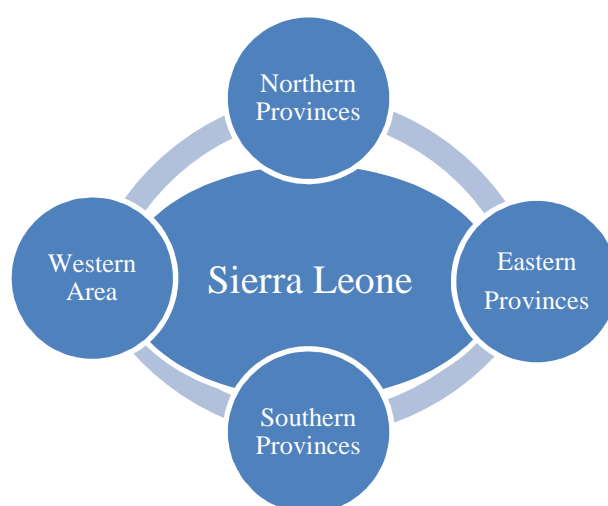 Northern
Provinces
Western
Area
Sierra Leone
Eastern
Provinces
Southern
Provinces